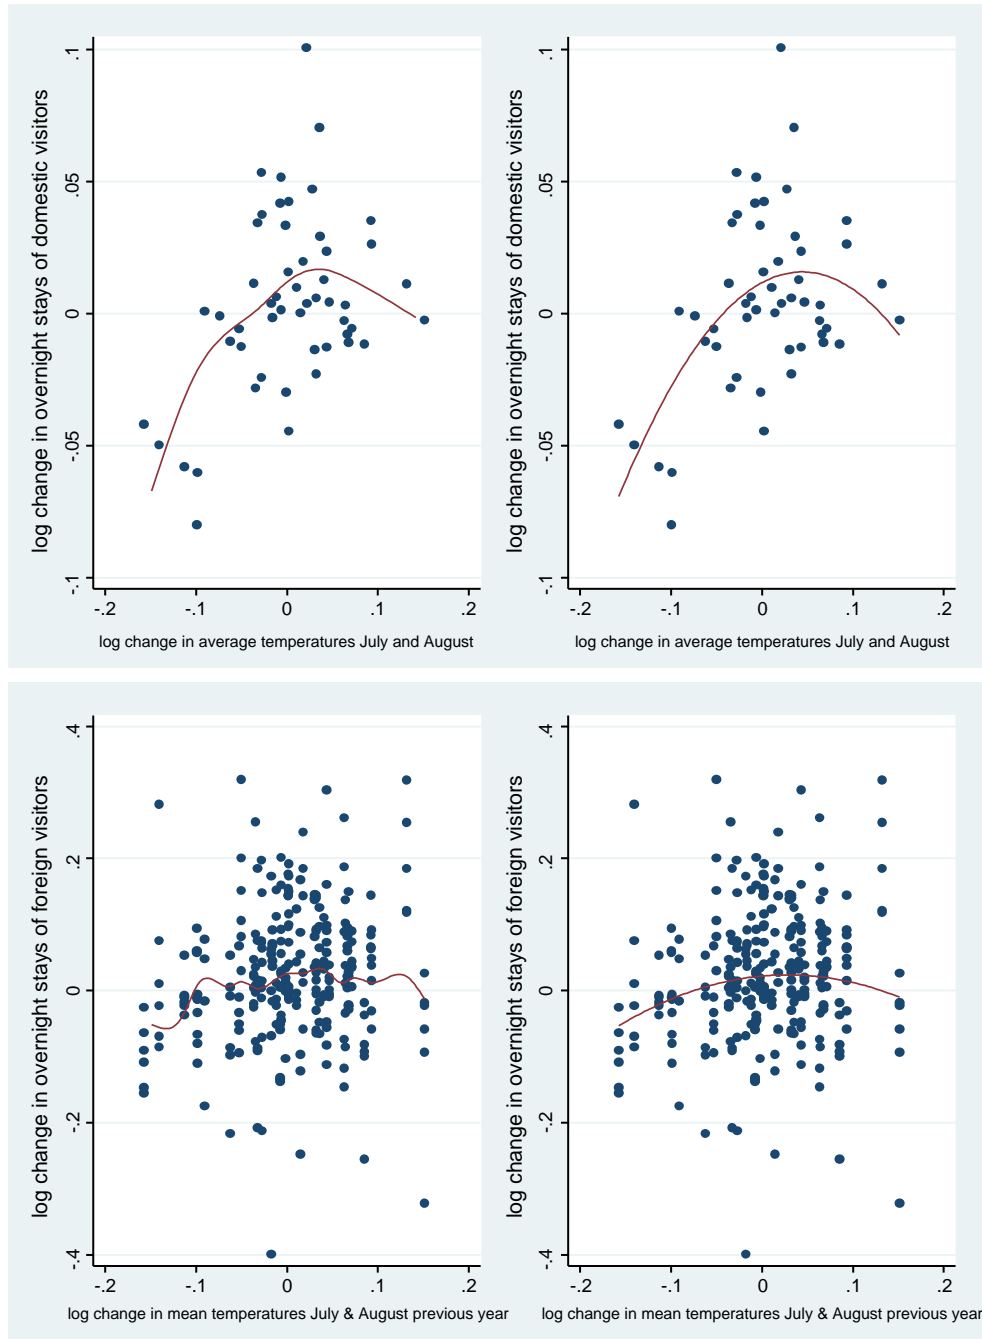 log change in overnight stays of domestic visitors
.1
.05
0
-.05
-.1
-.2 -.1 0 .1 .2
log change in average temperatures July and August
log change in overnight stays of domestic visitors
.1
.05
0
-.05
-.1
-.2 -.1 0 .1 .2
log change in average temperatures July and August
log change in overnight stays of foreign visitors
.4
.2
0
-.2
-.4
-.2 -.1 0 .1 .2
log change in mean temperatures July & August previous year
log change in overnight stays of foreign visitors
.4
.2
0
-.2
-.4
-.2 -.1 0 .1 .2
log change in mean temperatures July & August previous year